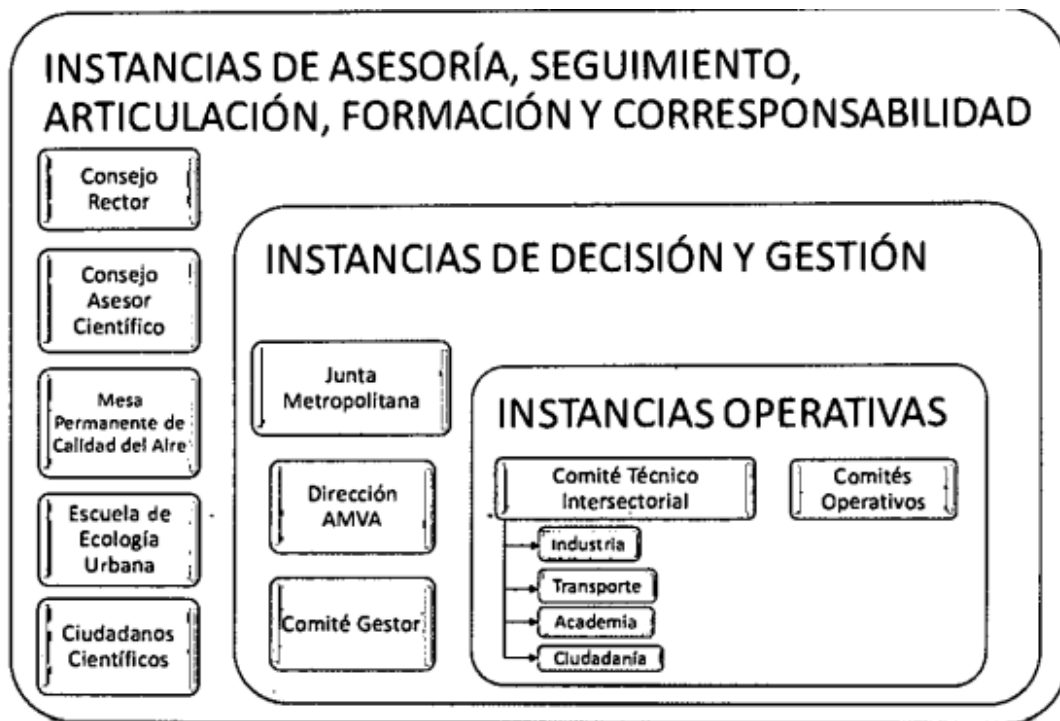 INSTANCIAS DE ASESORÍA, SEGUIMIENTO,
ARTICULACIÓN, FORMACIÓN Y CORRESPONSABILIDAD
Consejo
Rector
Consejo
Asesor
Científico
Mesa
Permanente de
Calidad del Aire
Escuela de
Ecología
Urbana
Ciudadanos
Científicos
INSTANCIAS DE DECISIÓN Y GESTIÓN
Junta
Metropolitana
Dirección
AMVA
Comité Gestor
INSTANCIAS OPERATIVAS
Comité Técnico
Intersectorial
Industria
Transporte
Academia
Ciudadanía
Comités
Operativos